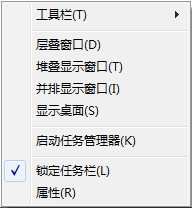 工具栏(T)
层叠窗口(D)
堆叠显示窗口(T)
并排显示窗口(I)
显示桌面(S)
启动任务管理器(K)
锁定任务栏(L)
属性(R)